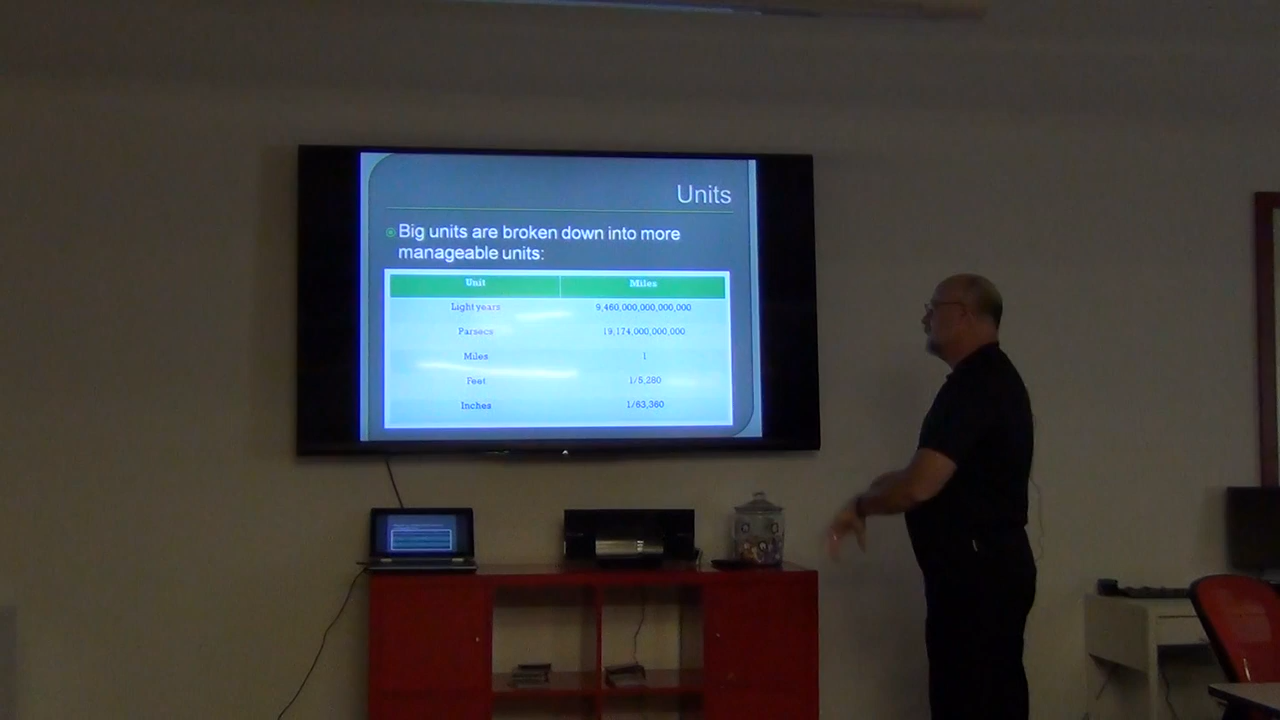 Units
Big units are broken down into more
manageable units:
Unit Miles
Light years 9,460,000,000,000,000
Parsecs 19,174,000,000,000
Miles 1
Feet 1/5,280
Inches 1/63,360